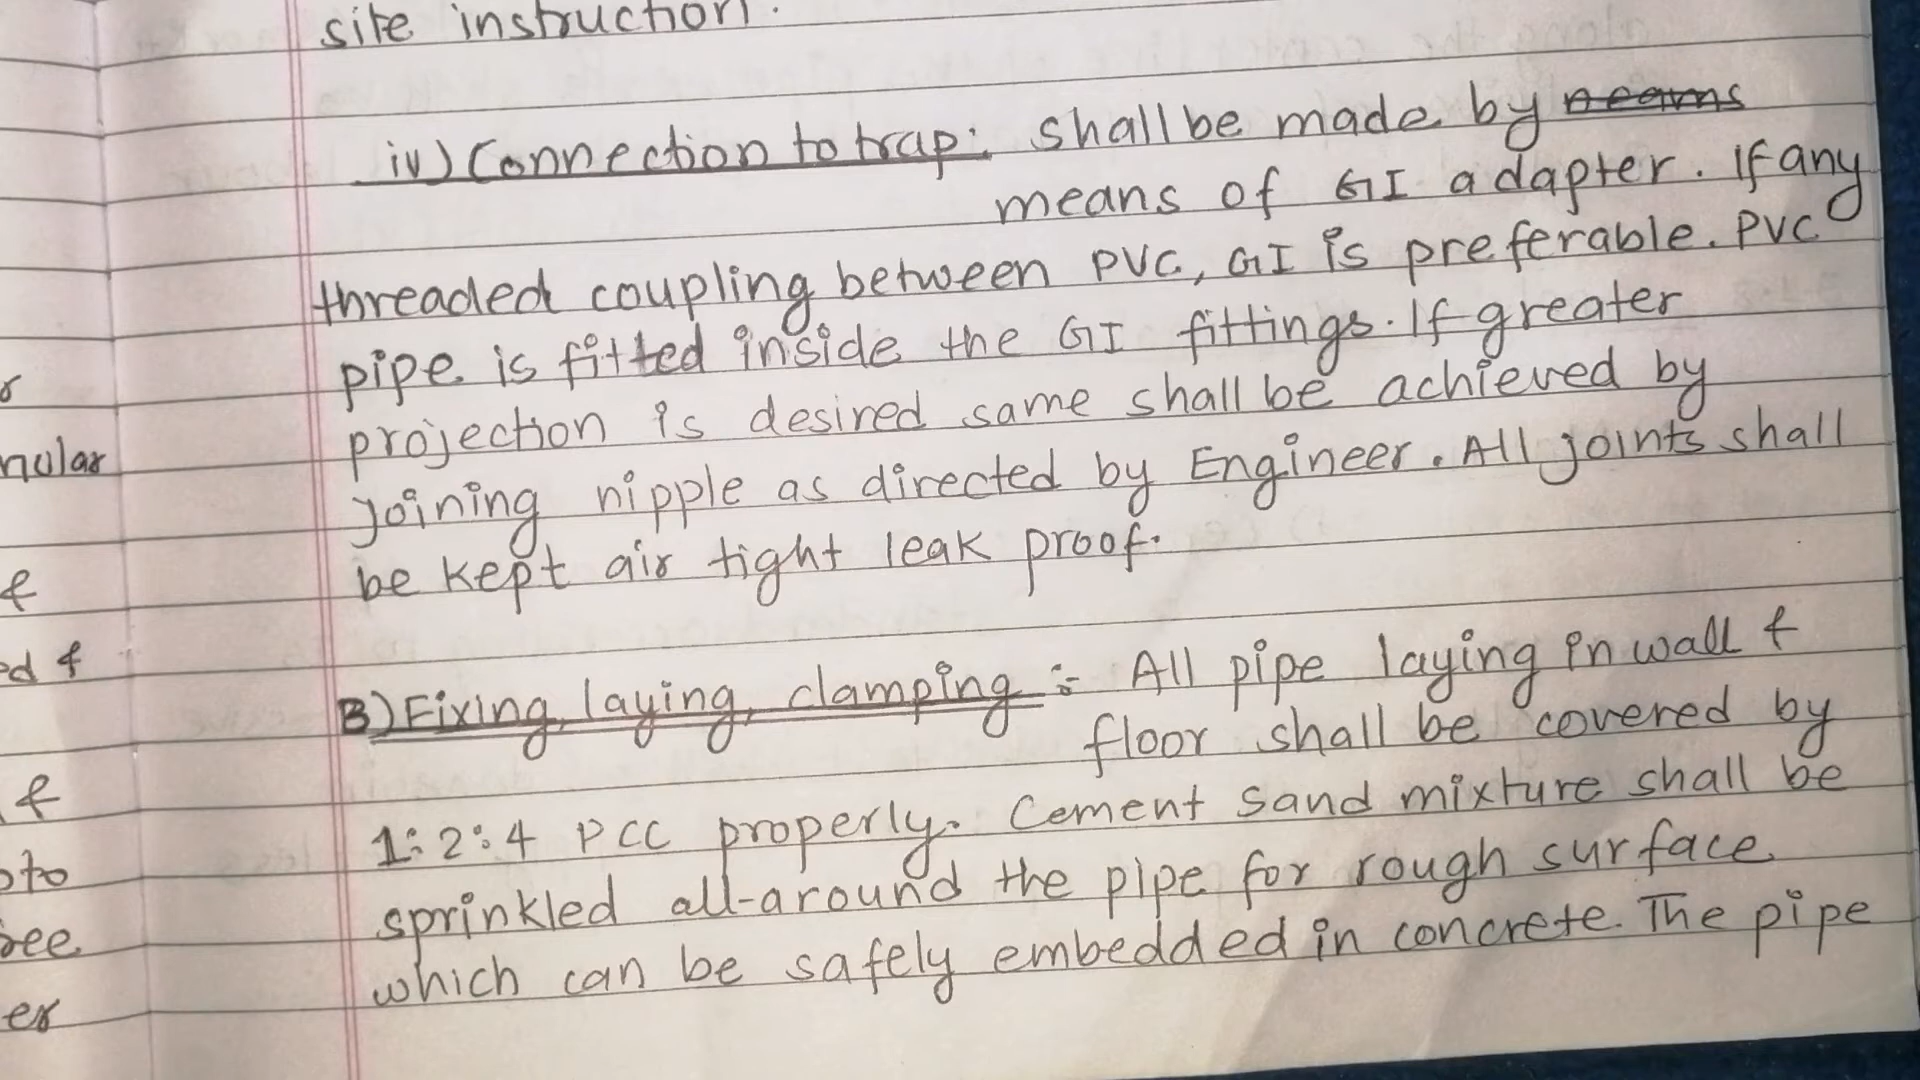 site instruction.
iv) Connection to trap: shall be made by neams
means of GI adapter. If any
threaded coupling between PVC, GI is preferable. PVC
pipe is fitted inside the GI fittings. If greater
projection is desired same shall be achieved by
joining nipple as directed by Engineer. All joints shall
be kept air tight leak proof.
B) Fixing, laying, clamping :- All pipe laying in wall &
floor shall be covered by
1:2:4 PCC properly. Cement sand mixture shall be
sprinkled all-around the pipe for rough surface
which can be safely embedded in concrete. The pipe